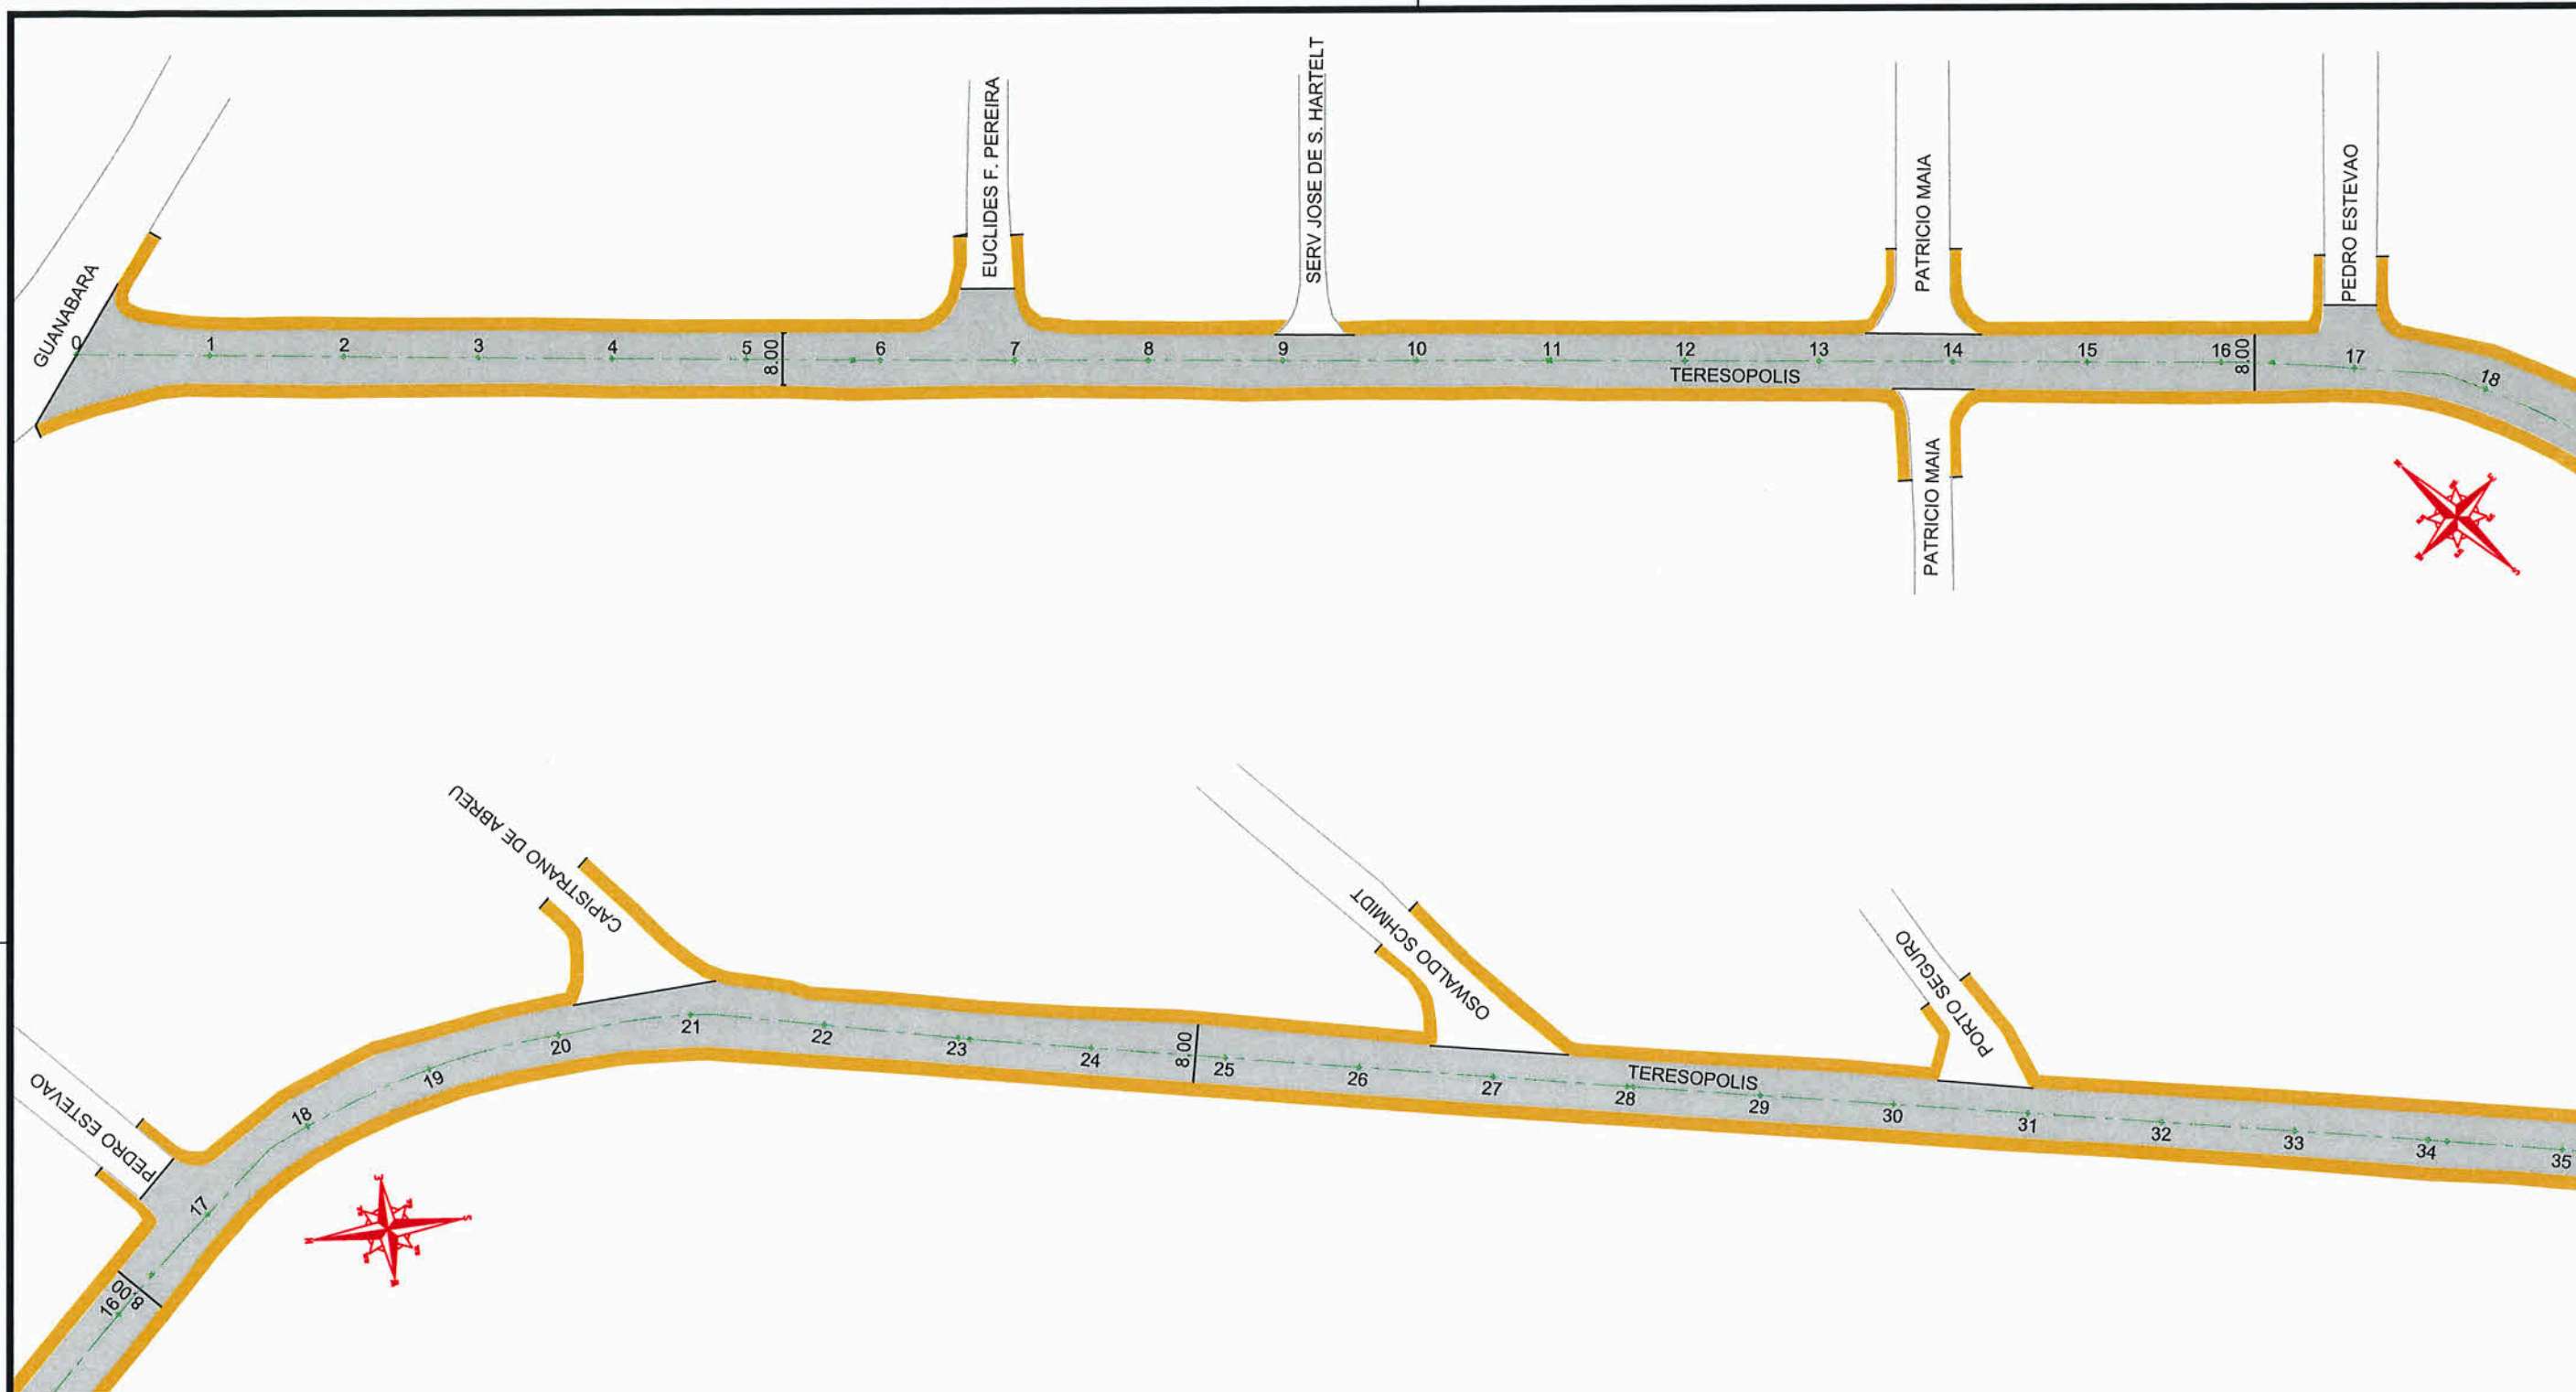 GUANABARA
EUCLIDES F. PEREIRA
SERV JOSE DE S. HARTELT
PATRICIO MAIA
PEDRO ESTEVAO
0 1 2 3 4 5 8.00 6 7 8 9 10 11 12 13 14 15 16 8.00 17 18
TERESOPOLIS
PATRICIO MAIA
CAPISTRANO DE ABREU
OSWALDO SCHMIDT
PORTO SEGURO
PEDRO ESTEVAO
16 8.00 17 18 19 20 21 22 23 24 8.00 25 26 27 28 29 30 31 32 33 34 35
TERESOPOLIS